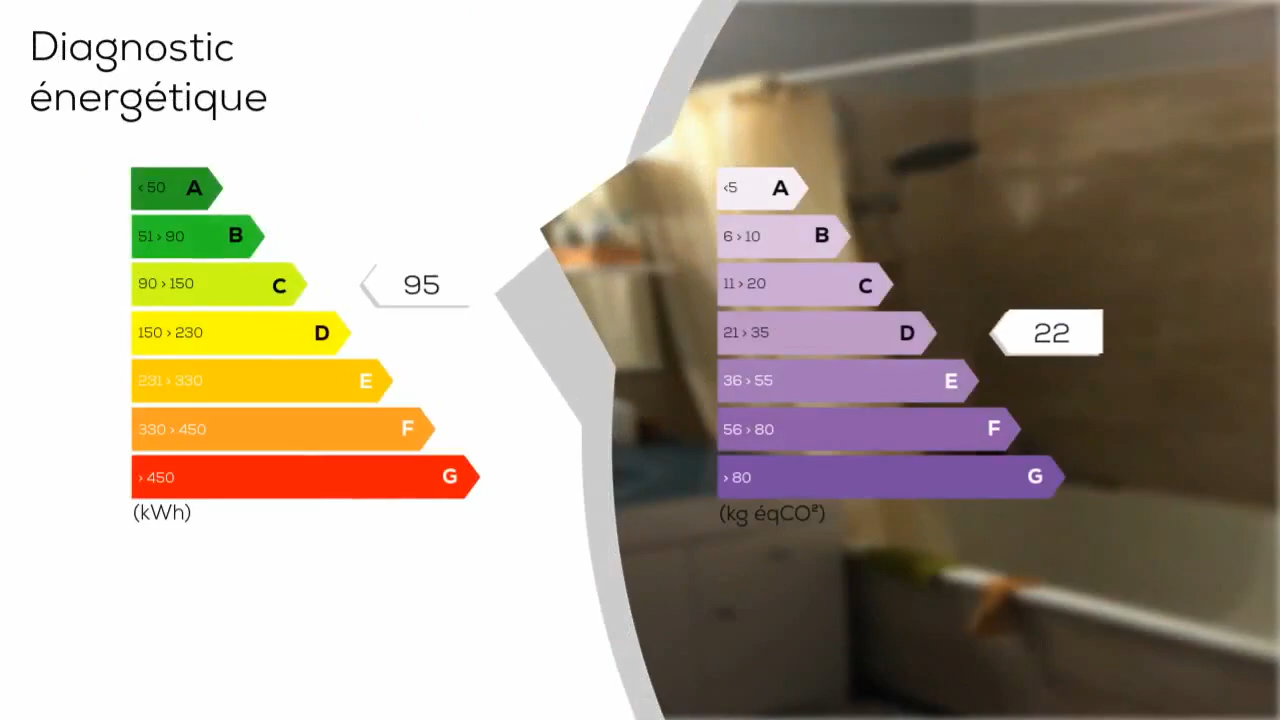 Diagnostic
énergétique
< 50 A
51 > 90 B
90 > 150 C
95
150 > 230 D
231 > 330 E
330 > 450 F
> 450 G
(kWh)
<5 A
6 > 10 B
11 > 20 C
21 > 35 D
22
36 > 55 E
56 > 80 F
> 80 G
(kg éqCO²)